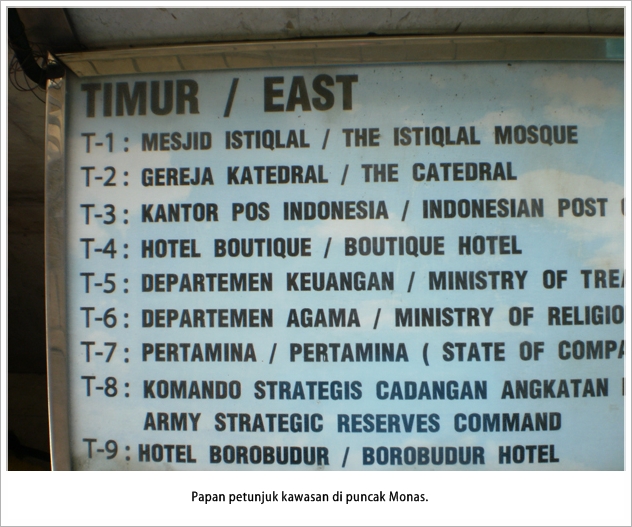 TIMUR / EAST
T-1 : MESJID ISTIQLAL / THE ISTIQLAL MOSQUE
T-2 : GEREJA KATEDRAL / THE CATEDRAL
T-3 : KANTOR POS INDONESIA / INDONESIAN POST
T-4 : HOTEL BOUTIQUE / BOUTIQUE HOTEL
T-5 : DEPARTEMEN KEUANGAN / MINISTRY OF TREA
T-6 : DEPARTEMEN AGAMA / MINISTRY OF RELIGIO
T-7 : PERTAMINA / PERTAMINA ( STATE OF COMPA
T-8 : KOMANDO STRATEGIS CADANGAN ANGKATAN
ARMY STRATEGIC RESERVES COMMAND
T-9 : HOTEL BOROBUDUR / BOROBUDUR HOTEL
Papan petunjuk kawasan di puncak Monas.